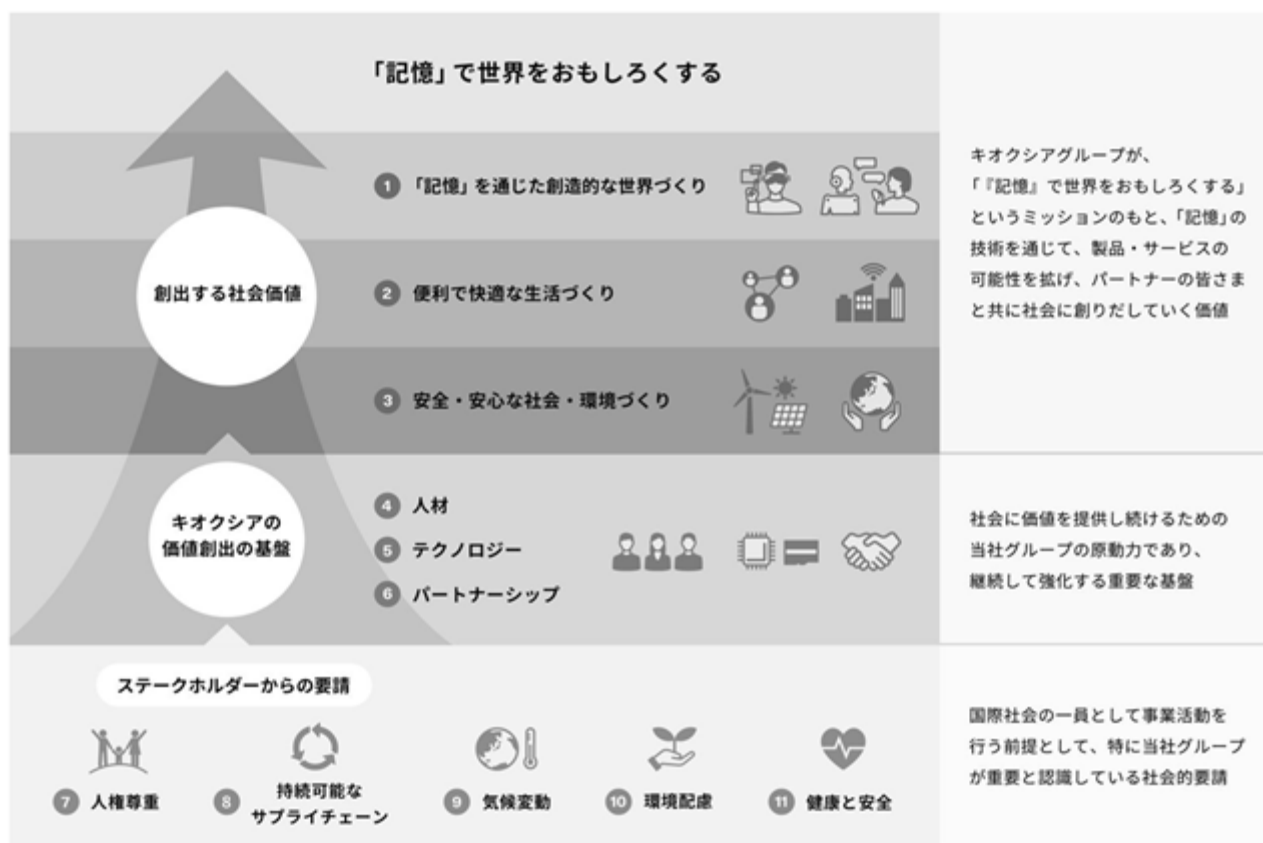 「記憶」で世界をおもしろくする
1 「記憶」を通じた創造的な世界づくり
創出する社会価値
2 便利で快適な生活づくり
3 安全・安心な社会・環境づくり
キオクシアグループが、
「『記憶』で世界をおもしろくする」
というミッションのもと、「記憶」の
技術を通じて、製品・サービスの
可能性を拡げ、パートナーの皆さま
と共に社会に創りだしていく価値
キオクシアの
価値創出の基盤
4 人材
5 テクノロジー
6 パートナーシップ
社会に価値を提供し続けるための
当社グループの原動力であり、
継続して強化する重要な基盤
ステークホルダーからの要請
7 人権尊重
8 持続可能な
サプライチェーン
9 気候変動
10 環境配慮
11 健康と安全
国際社会の一員として事業活動を
行う前提として、特に当社グループ
が重要と認識している社会的要請